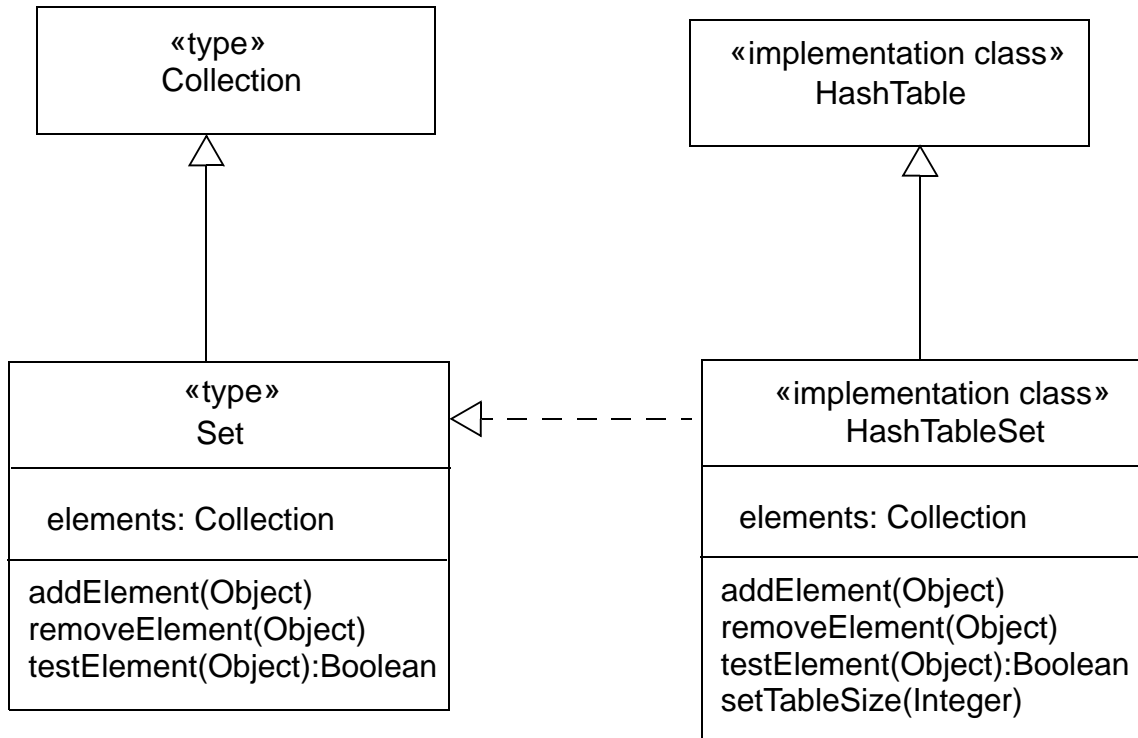 «type»
Collection
«implementation class»
HashTable
«type»
Set
elements: Collection
addElement(Object)
removeElement(Object)
testElement(Object):Boolean
«implementation class»
HashTableSet
elements: Collection
addElement(Object)
removeElement(Object)
testElement(Object):Boolean
setTableSize(Integer)